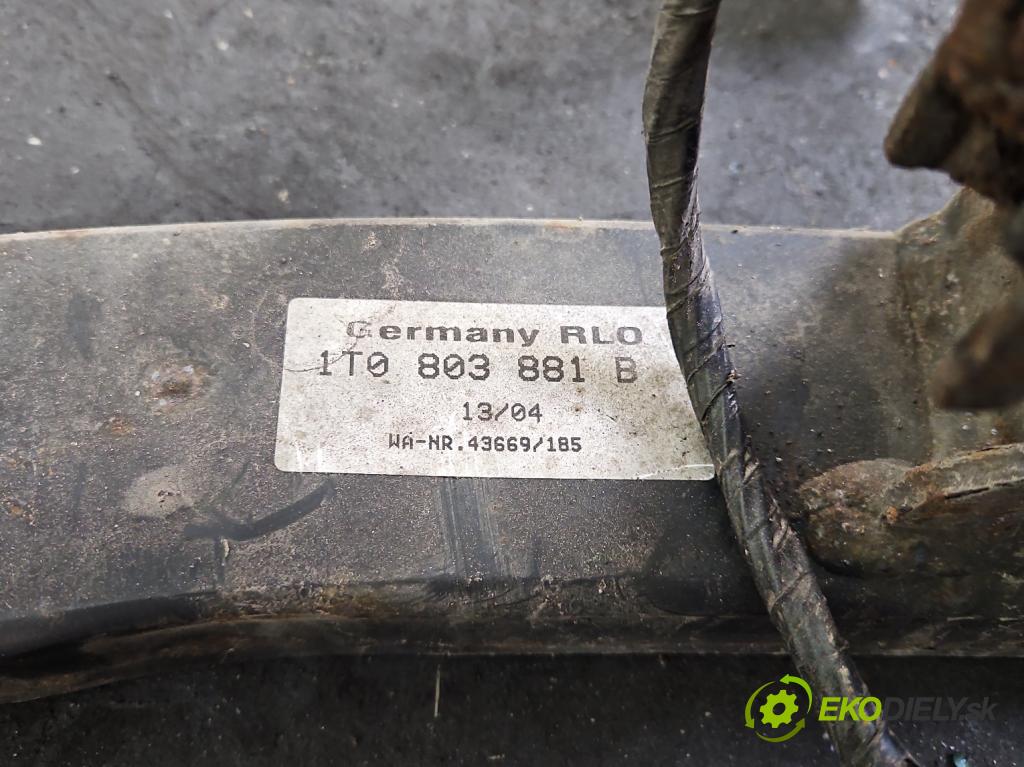 Germany RLO
1T0 803 881 B
13/04
WA-NR.43669/185
EKODIELY.sk